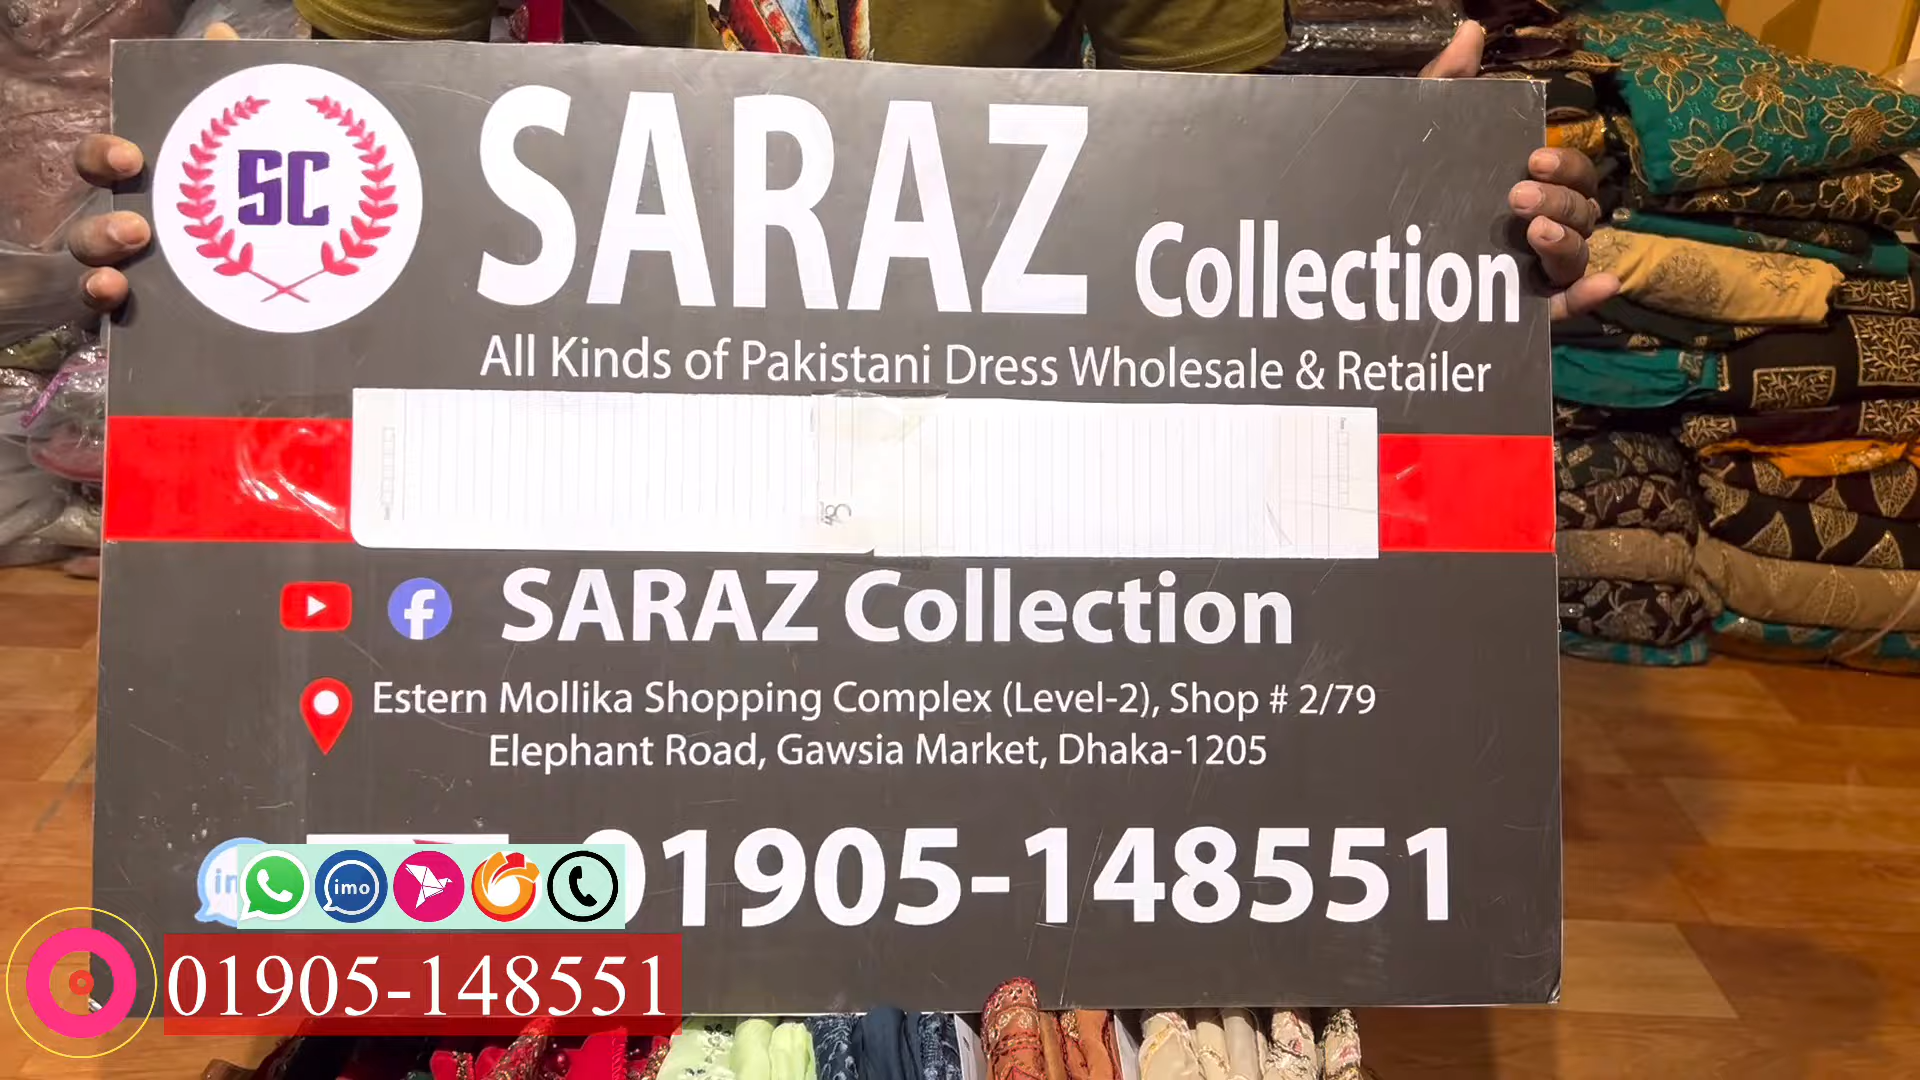 SC
SARAZ Collection
All Kinds of Pakistani Dress Wholesale & Retailer
SARAZ Collection
Estern Mollika Shopping Complex (Level-2), Shop # 2/79
Elephant Road, Gawsia Market, Dhaka-1205
imo
01905-148551
01905-148551